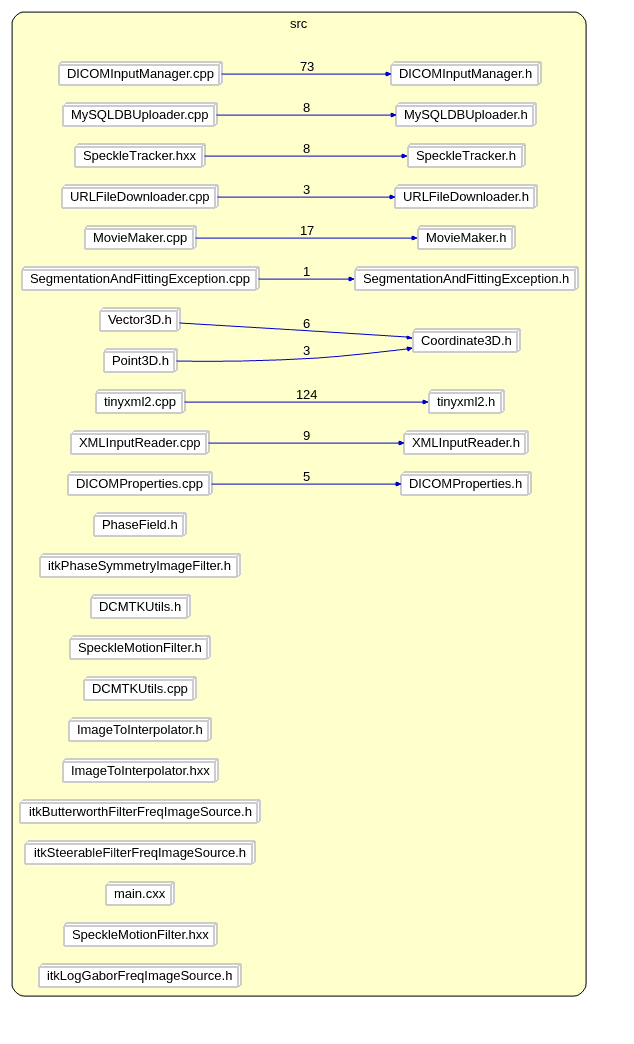 src
DICOMInputManager.cpp 73 DICOMInputManager.h
MySQLDBUploader.cpp 8 MySQLDBUploader.h
SpeckleTracker.hxx 8 SpeckleTracker.h
URLFileDownloader.cpp 3 URLFileDownloader.h
MovieMaker.cpp 17 MovieMaker.h
SegmentationAndFittingException.cpp 1 SegmentationAndFittingException.h
Vector3D.h 6
Coordinate3D.h
Point3D.h 3
tinyxml2.cpp 124 tinyxml2.h
XMLInputReader.cpp 9 XMLInputReader.h
DICOMProperties.cpp 5 DICOMProperties.h
PhaseField.h
itkPhaseSymmetryImageFilter.h
DCMTKUtils.h
SpeckleMotionFilter.h
DCMTKUtils.cpp
ImageToInterpolator.h
ImageToInterpolator.hxx
itkButterworthFilterFreqImageSource.h
itkSteerableFilterFreqImageSource.h
main.cxx
SpeckleMotionFilter.hxx
itkLogGaborFreqImageSource.h